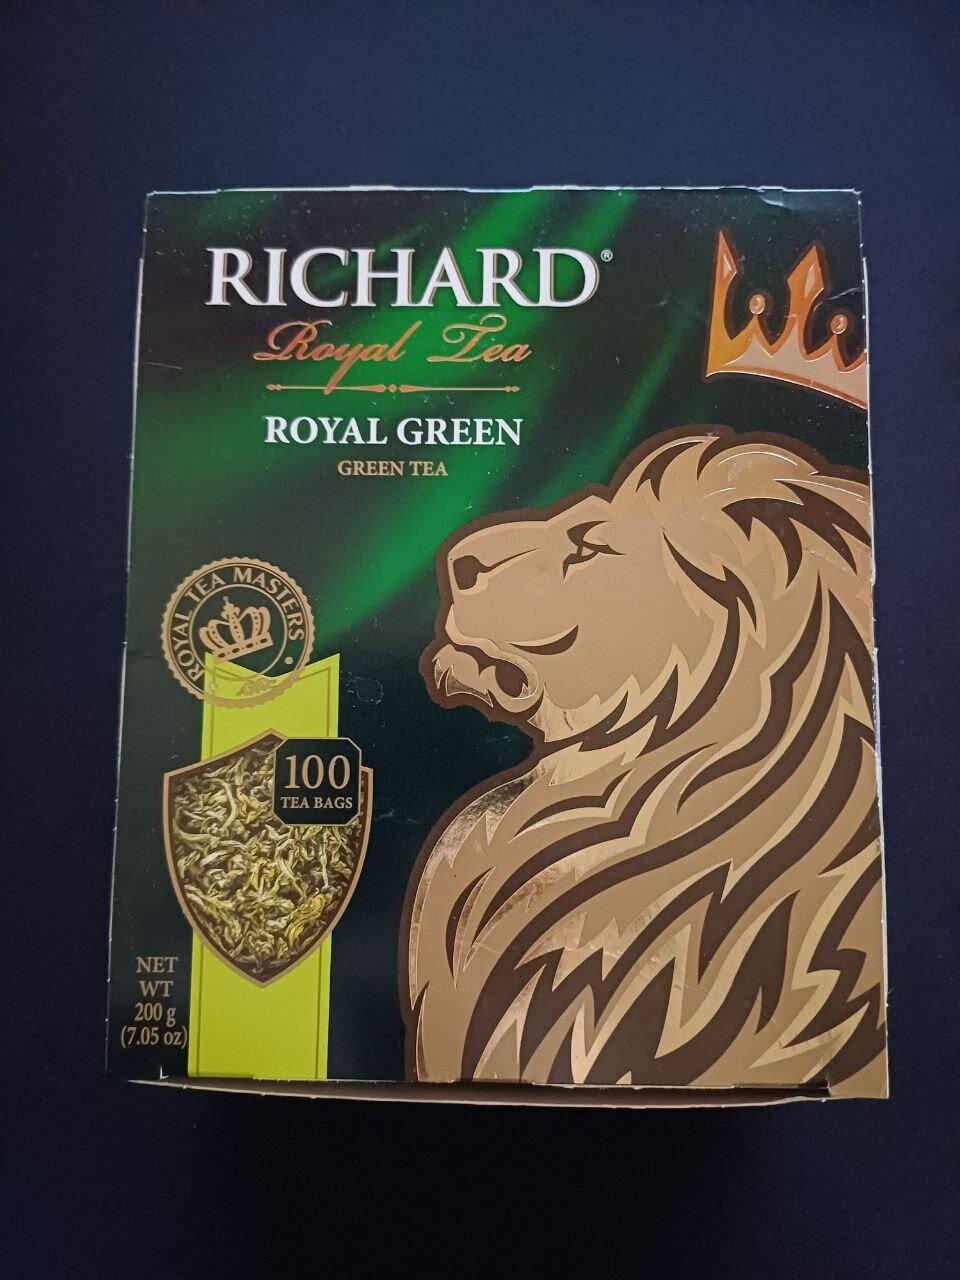 RICHARD®
Royal Tea
ROYAL GREEN
GREEN TEA
ROYAL TEA MASTERS
100
TEA BAGS
NET
WT
200 g
(7.05 oz)